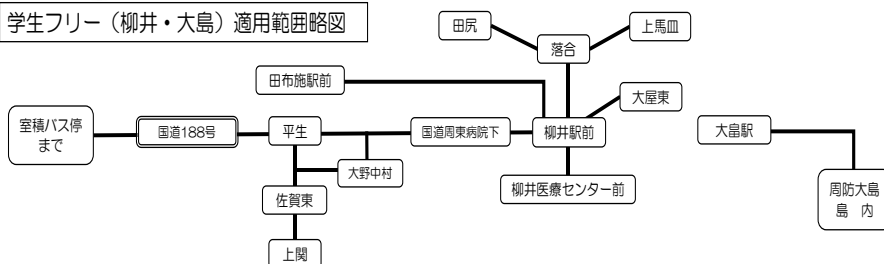 学生フリー（柳井・大島）適用範囲略図
田尻
上馬皿
落合
田布施駅前
大屋東
室積バス停
まで
国道188号
平生
国道周東病院下
柳井駅前
大畠駅
大野中村
柳井医療センター前
佐賀東
周防大島
島　内
上関